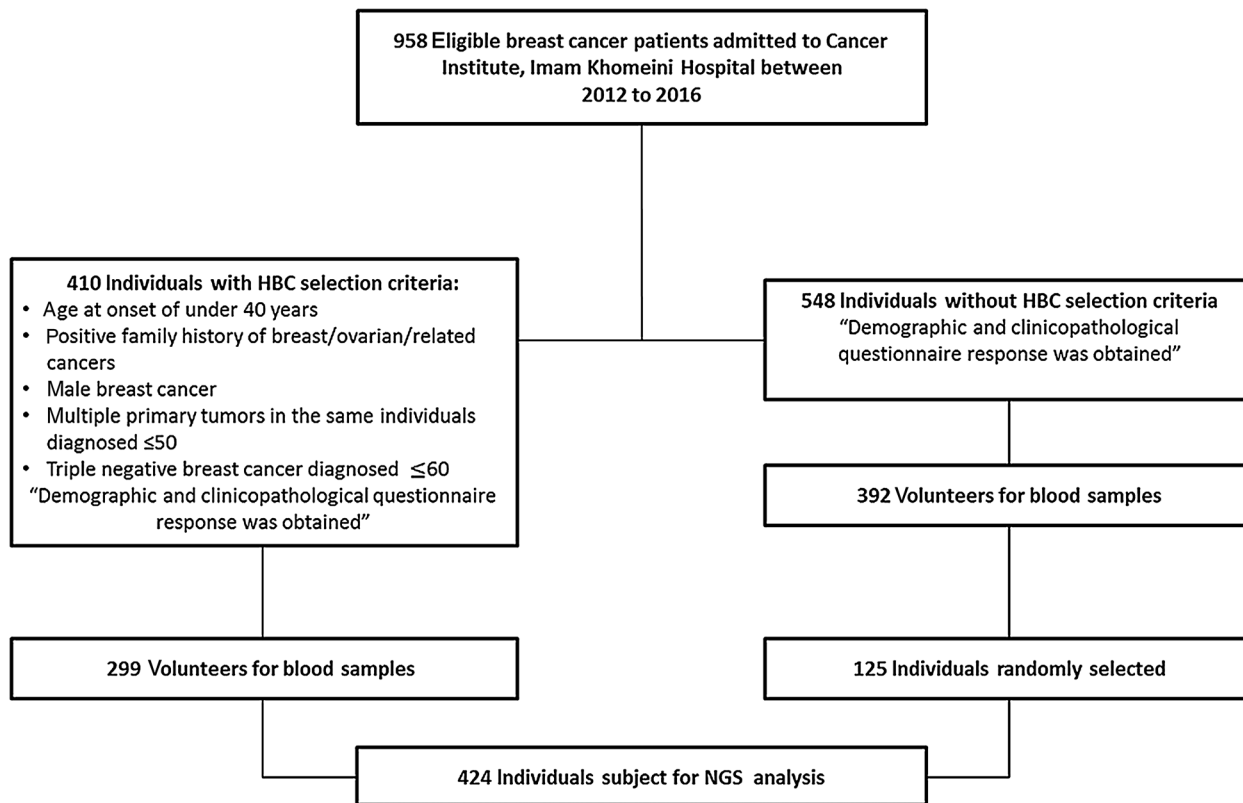 958 Eligible breast cancer patients admitted to Cancer
Institute, Imam Khomeini Hospital between
2012 to 2016
410 Individuals with HBC selection criteria:
• Age at onset of under 40 years
• Positive family history of breast/ovarian/related
cancers
• Male breast cancer
• Multiple primary tumors in the same individuals
diagnosed ≤50
• Triple negative breast cancer diagnosed ≤60
“Demographic and clinicopathological questionnaire
response was obtained”
548 Individuals without HBC selection criteria
“Demographic and clinicopathological
questionnaire response was obtained”
392 Volunteers for blood samples
299 Volunteers for blood samples
125 Individuals randomly selected
424 Individuals subject for NGS analysis